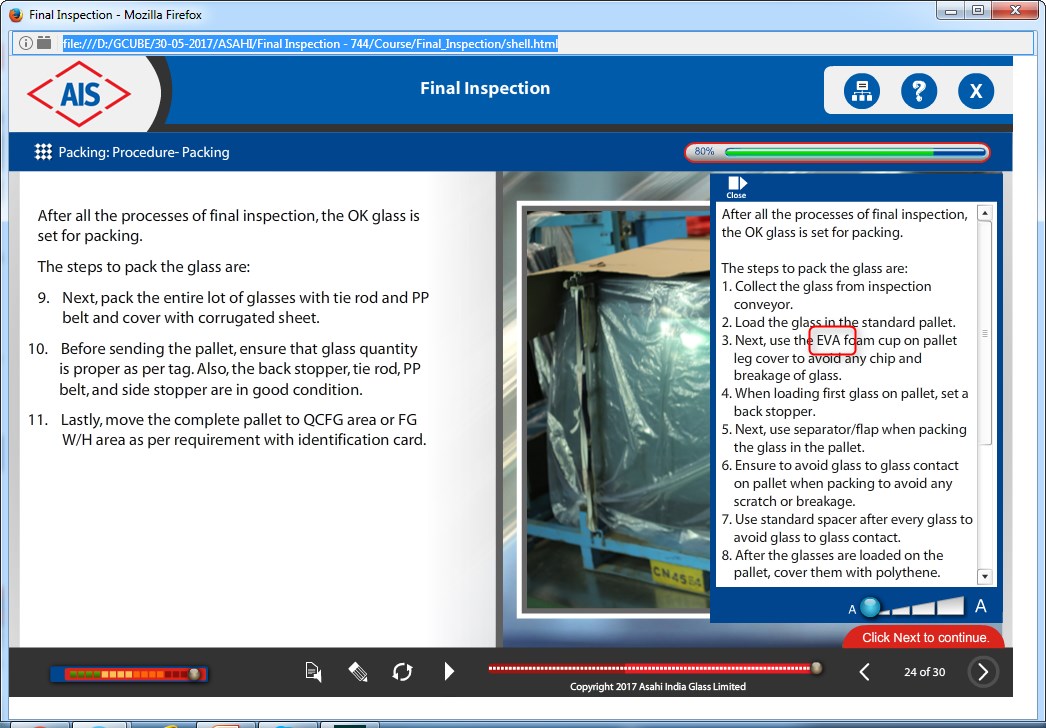 Final Inspection - Mozilla Firefox
file:///D:/GCUBE/30-05-2017/ASAHI/Final Inspection - 744/Course/Final_Inspection/shell.html
AIS
Final Inspection
?
X
Packing: Procedure- Packing
80%
After all the processes of final inspection, the OK glass is
set for packing.
The steps to pack the glass are:
9. Next, pack the entire lot of glasses with tie rod and PP
belt and cover with corrugated sheet.
10. Before sending the pallet, ensure that glass quantity
is proper as per tag. Also, the back stopper, tie rod, PP
belt, and side stopper are in good condition.
11. Lastly, move the complete pallet to QCFG area or FG
W/H area as per requirement with identification card.
CN4584
Close
After all the processes of final inspection,
the OK glass is set for packing.
The steps to pack the glass are:
1. Collect the glass from inspection
conveyor.
2. Load the glass in the standard pallet.
3. Next, use the EVA foam cup on pallet
leg cover to avoid any chip and
breakage of glass.
4. When loading first glass on pallet, set a
back stopper.
5. Next, use separator/flap when packing
the glass in the pallet.
6. Ensure to avoid glass to glass contact
on pallet when packing to avoid any
scratch or breakage.
7. Use standard spacer after every glass to
avoid glass to glass contact.
8. After the glasses are loaded on the
pallet, cover them with polythene.
A A
Click Next to continue.
24 of 30
Copyright 2017 Asahi India Glass Limited